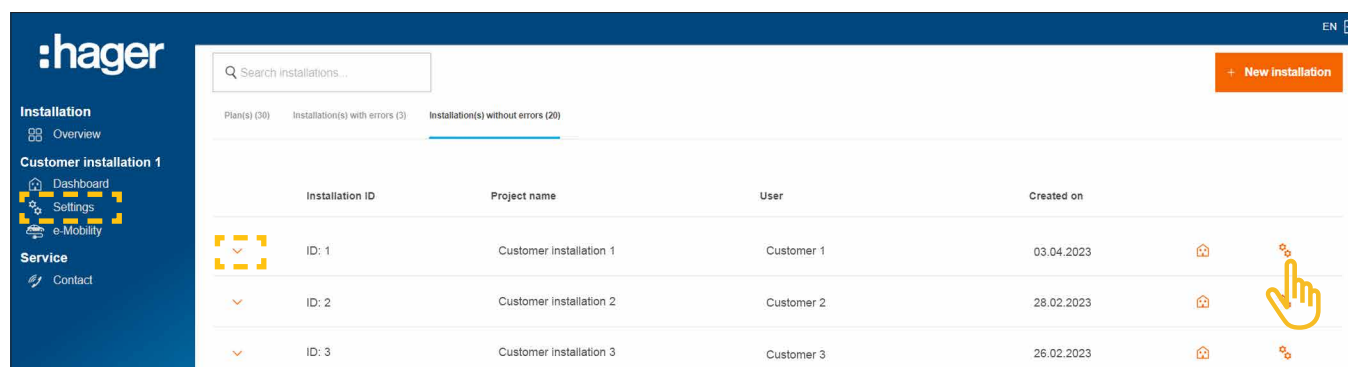 EN
:hager
Search installations...
+ New installation
Installation
Overview
Customer installation 1
Dashboard
Settings
e-Mobility
Service
Contact
Plan(s) (30) Installation(s) with errors (3) Installation(s) without errors (20)
Installation ID Project name User Created on
ID: 1 Customer installation 1 Customer 1 03.04.2023
ID: 2 Customer installation 2 Customer 2 28.02.2023
ID: 3 Customer installation 3 Customer 3 26.02.2023